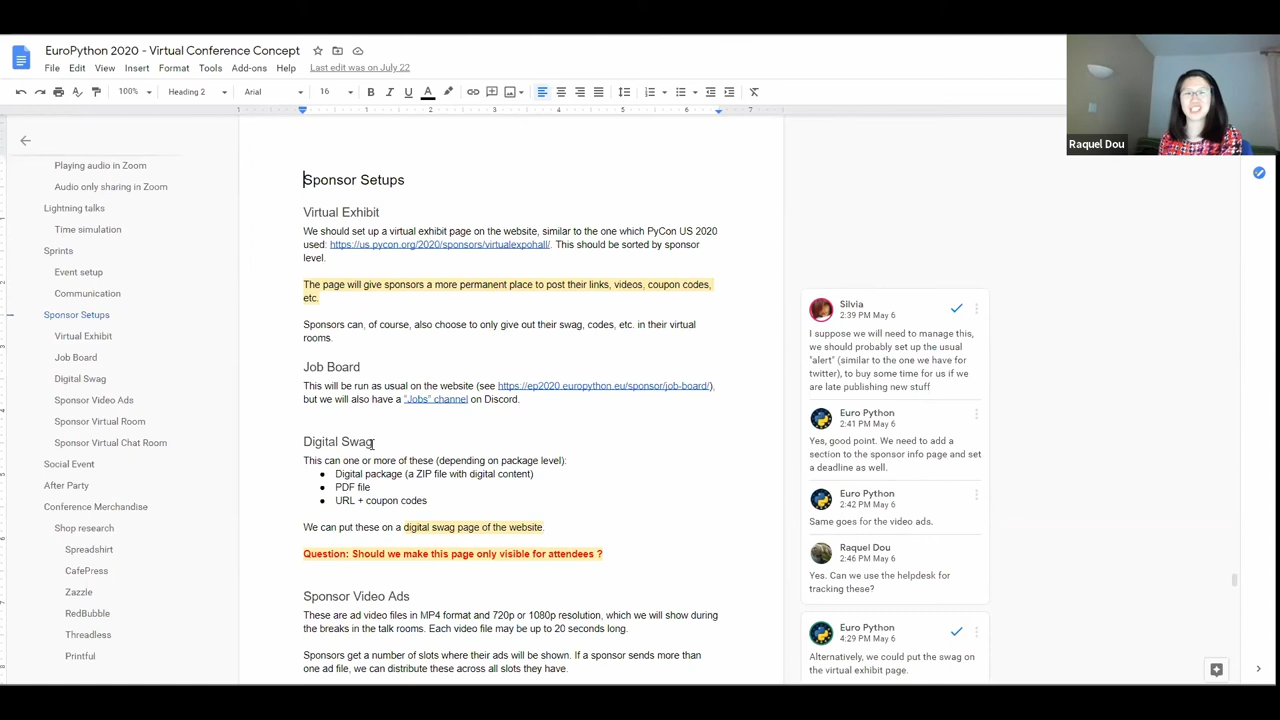 EuroPython 2020 - Virtual Conference Concept
File Edit View Insert Format Tools Add-ons Help Last edit was on July 22
100% Heading 2 Arial 16 B I U A
1 1 2 3 4 5 6 7
Raquel Dou
Playing audio in Zoom
Audio only sharing in Zoom
Lightning talks
Time simulation
Sprints
Event setup
Communication
Sponsor Setups
Virtual Exhibit
Job Board
Digital Swag
Sponsor Video Ads
Sponsor Virtual Room
Sponsor Virtual Chat Room
Social Event
After Party
Conference Merchandise
Shop research
Spreadshirt
CafePress
Zazzle
RedBubble
Threadless
Printful
Sponsor Setups
Virtual Exhibit
We should set up a virtual exhibit page on the website, similar to the one which PyCon US 2020
used: https://us.pycon.org/2020/sponsors/virtualexpohall/. This should be sorted by sponsor
level.
The page will give sponsors a more permanent place to post their links, videos, coupon codes,
etc.
Sponsors can, of course, also choose to only give out their swag, codes, etc. in their virtual
rooms.
Job Board
This will be run as usual on the website (see https://ep2020.europython.eu/sponsor/job-board/),
but we will also have a "Jobs" channel on Discord.
Digital Swag
This can one or more of these (depending on package level):
● Digital package (a ZIP file with digital content)
● PDF file
● URL + coupon codes
We can put these on a digital swag page of the website.
Question: Should we make this page only visible for attendees ?
Sponsor Video Ads
These are ad video files in MP4 format and 720p or 1080p resolution, which we will show during
the breaks in the talk rooms. Each video file may be up to 20 seconds long.
Sponsors get a number of slots where their ads will be shown. If a sponsor sends more than
one ad file, we can distribute these across all slots they have.
Silvia
2:39 PM May 6
I suppose we will need to manage this,
we should probably set up the usual
"alert" (similar to the one we have for
twitter), to buy some time for us if we
are late publishing new stuff
Euro Python
2:41 PM May 6
Yes, good point. We need to add a
section to the sponsor info page and set
a deadline as well.
Euro Python
2:42 PM May 6
Same goes for the video ads.
Raquel Dou
2:46 PM May 6
Yes. Can we use the helpdesk for
tracking these?
Euro Python
4:29 PM May 6
Alternatively, we could put the swag on
the virtual exhibit page.